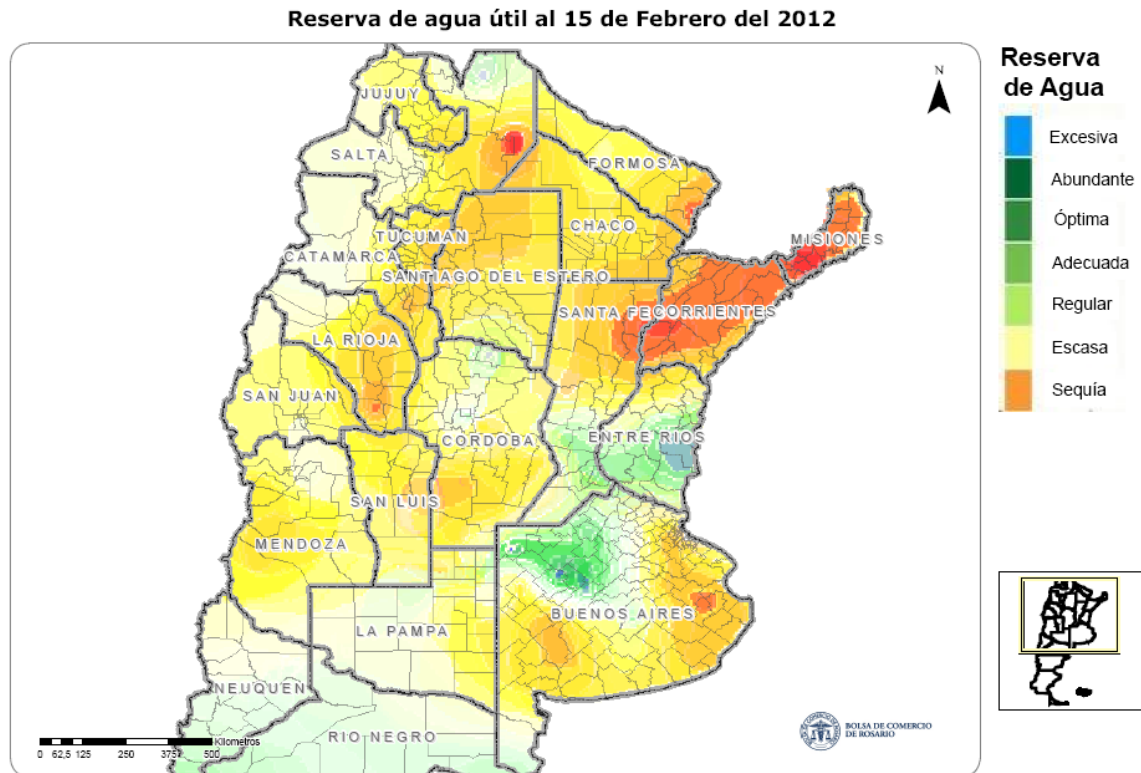 Reserva de agua útil al 15 de Febrero del 2012
Reserva
de Agua
Excesiva
Abundante
Óptima
Adecuada
Regular
Escasa
Sequía
N
JUJUY
SALTA
FORMOSA
CHACO
MISIONES
TUCUMAN
CATAMARCA
SANTIAGO DEL ESTERO
SANTA FE
CORRIENTES
LA RIOJA
SAN JUAN
CORDOBA
ENTRE RIOS
SAN LUIS
MENDOZA
BUENOS AIRES
LA PAMPA
NEUQUEN
RIO NEGRO
Kilometros
0 62,5 125 250 375 500
BOLSA DE COMERCIO
DE ROSARIO